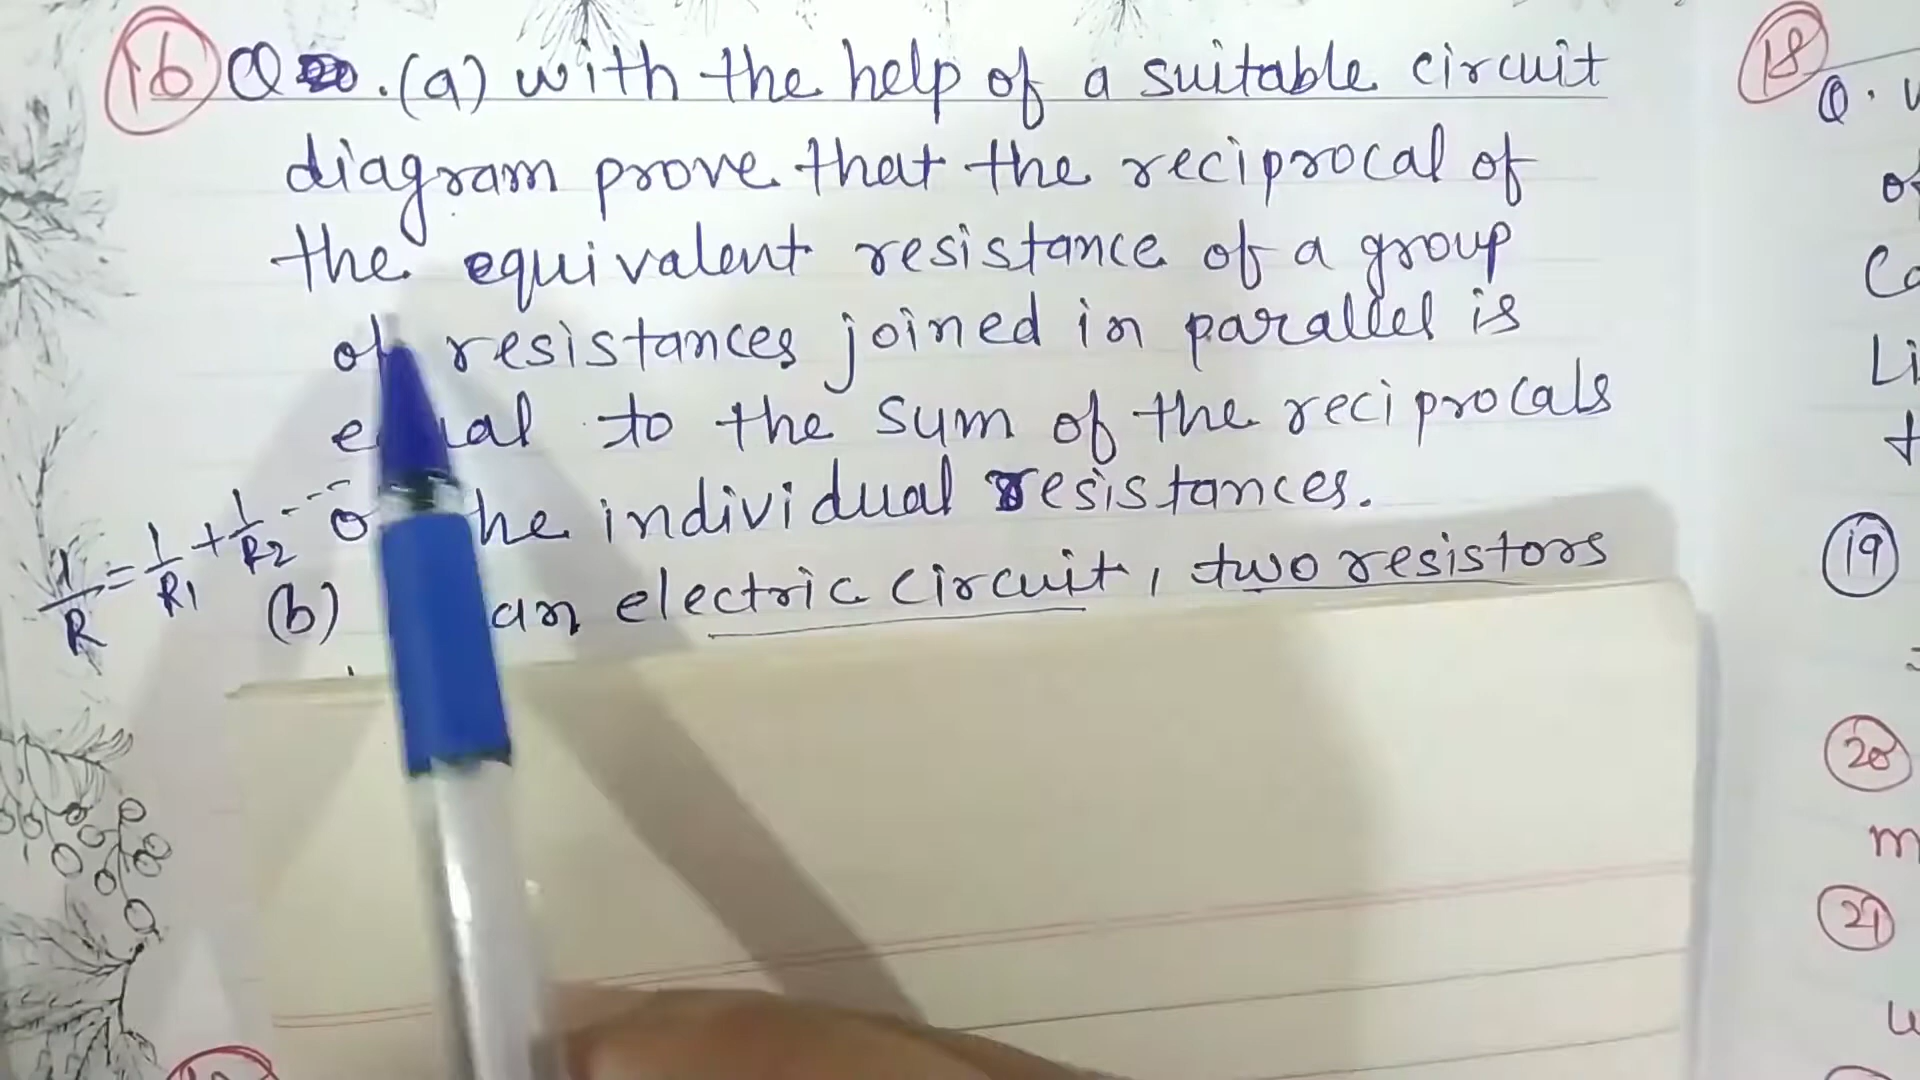 16 Q . (a) with the help of a suitable circuit
diagram prove that the reciprocal of
the equivalent resistance of a group
of resistances joined in parallel is
to the sum of the reciprocals
individual resistances.
1/R = 1/R1 + 1/R2 ---
(b) an electric circuit, two resistors
18
Q.
19
20
m
21